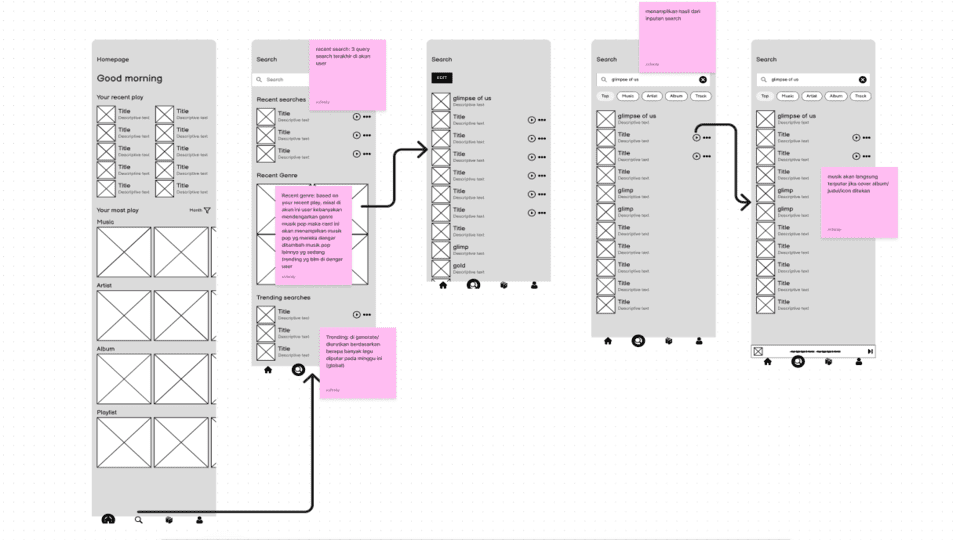 Homepage
Good morning
Your recent play
Title
Descriptive text
Title
Descriptive text
Title
Descriptive text
Title
Descriptive text
Title
Descriptive text
Title
Descriptive text
Title
Descriptive text
Title
Descriptive text
Title
Descriptive text
Title
Descriptive text
Your most play
Month
Music
Artist
Album
Playlist
Search
Search
recent search: 3 query
search terakhir di akun
user
Recent searches
Title
Descriptive text
Title
Descriptive text
Title
Descriptive text
Recent Genre
Recent genre: based on
your recent play, misal di
akun ini user kebanyakan
mendengarkan genre
musik pop maka card ini
akan menampilkan musik
pop yg mereka dengar
ditambah musik pop
lainnya yg sedang
trending yg blm di dengar
user
Trending searches
Title
Descriptive text
Title
Descriptive text
Title
Descriptive text
Trending: di generate/
diurutkan berdasarkan
berapa banyak lagu
diputar pada minggu ini
(global)
Search
EDIT
glimpse of us
Descriptive text
Title
Descriptive text
Title
Descriptive text
Title
Descriptive text
Title
Descriptive text
Title
Descriptive text
Title
Descriptive text
Title
Descriptive text
glimp
Descriptive text
gold
Descriptive text
menampilkan hasil dari
inputan search
Search
glimpse of us
Top
Music
Artist
Album
Track
glimpse of us
Descriptive text
Title
Descriptive text
Title
Descriptive text
Title
Descriptive text
glimp
Descriptive text
glimp
Descriptive text
Title
Descriptive text
Title
Descriptive text
Title
Descriptive text
Title
Descriptive text
Title
Descriptive text
Search
glimpse of us
Top
Music
Artist
Album
Track
glimpse of us
Descriptive text
Title
Descriptive text
Title
Descriptive text
Title
Descriptive text
glimp
Descriptive text
glimp
Descriptive text
Title
Descriptive text
Title
Descriptive text
Title
Descriptive text
Title
Descriptive text
Title
Descriptive text
musik akan langsung
terputar jika cover album/
judul/icon ditekan